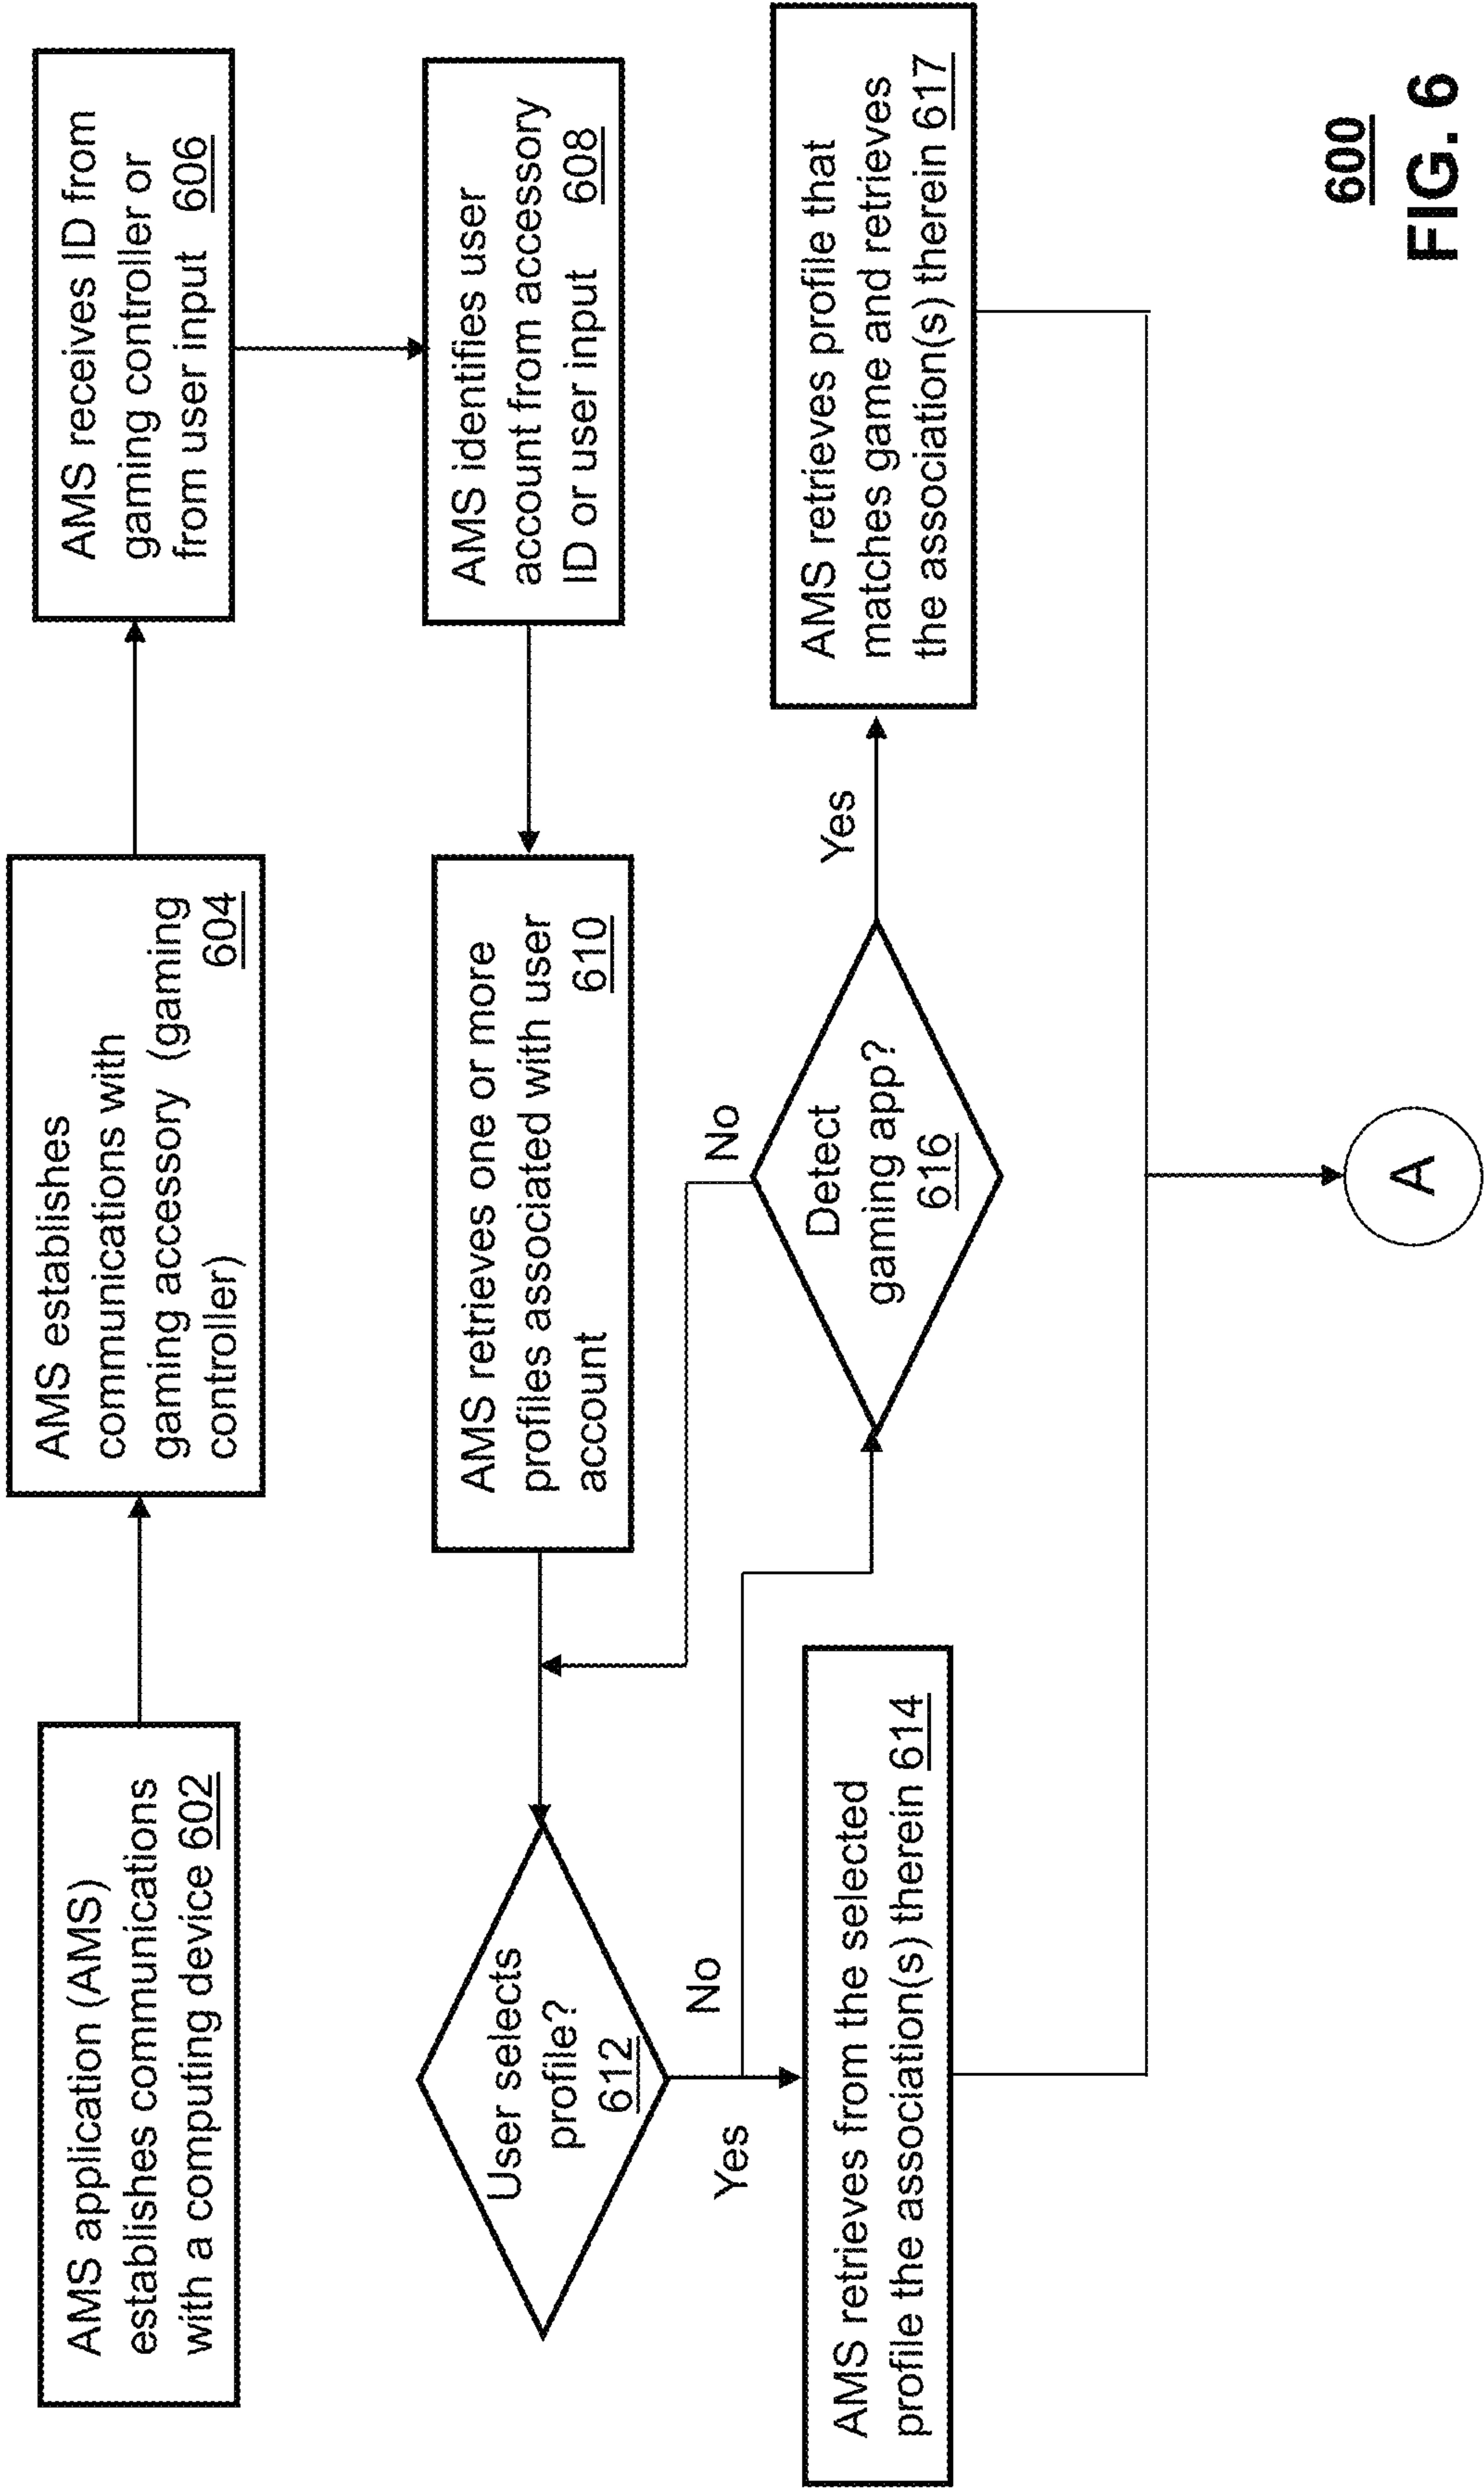 AMS application (AMS)
establishes communications
with a computing device 602
AMS establishes
communications with
gaming accessory (gaming
controller) 604
AMS receives ID from
gaming controller or
from user input 606
AMS identifies user
account from accessory
ID or user input 608
AMS retrieves one or more
profiles associated with user
account 610
User selects
profile?
612
No
Yes
AMS retrieves from the selected
profile the association(s) therein 614
Detect
gaming app?
616
No
Yes
AMS retrieves profile that
matches game and retrieves
the association(s) therein 617
A
600
FIG. 6